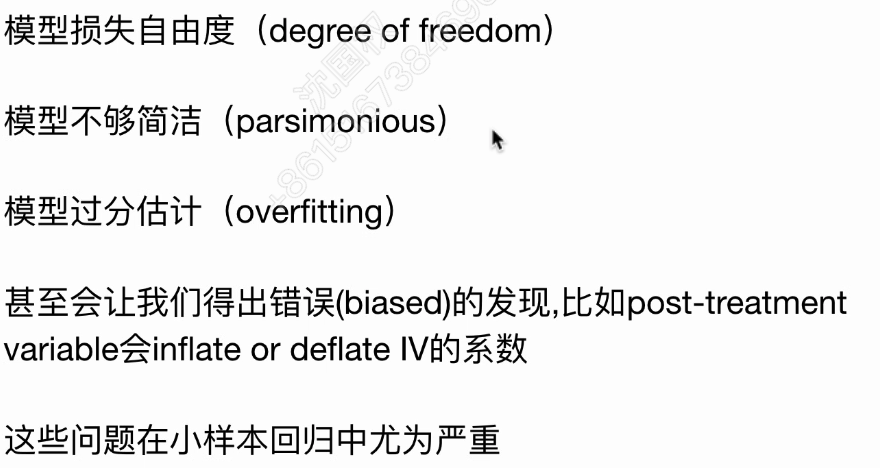 模型损失自由度（degree of freedom）
模型不够简洁（parsimonious）
模型过分估计（overfitting）
甚至会让我们得出错误(biased)的发现,比如post-treatment
variable会inflate or deflate IV的系数
这些问题在小样本回归中尤为严重